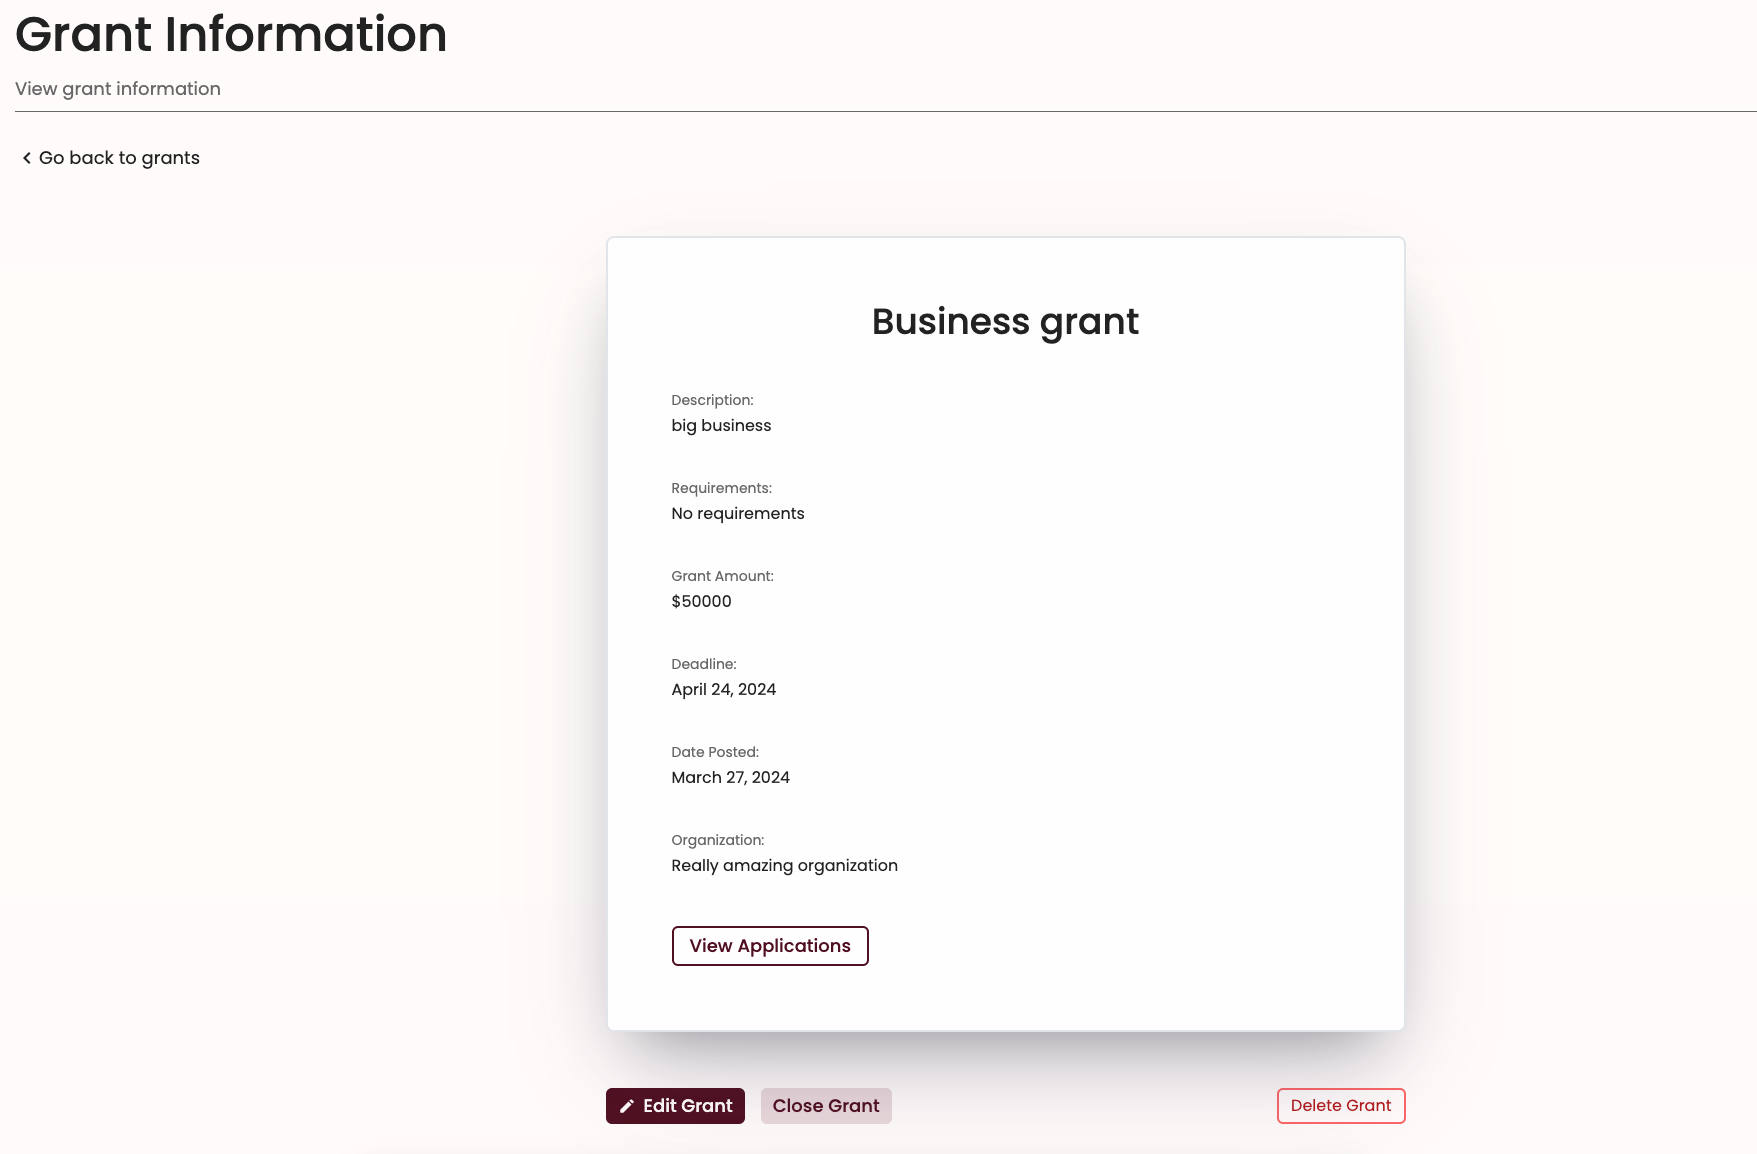 Grant Information
View grant information
Go back to grants
Business grant
Description:
big business
Requirements:
No requirements
Grant Amount:
$50000
Deadline:
April 24, 2024
Date Posted:
March 27, 2024
Organization:
Really amazing organization
View Applications
Edit Grant
Close Grant
Delete Grant